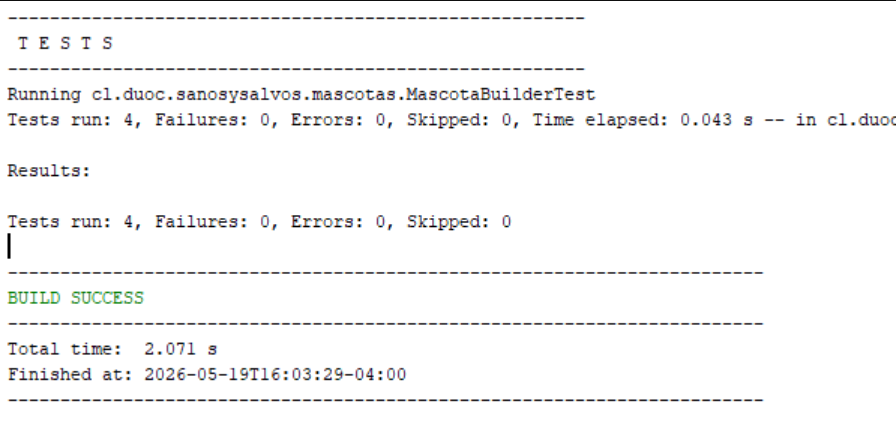 ------------------------------------------------------
T E S T S
------------------------------------------------------
Running cl.duoc.sanosysalvos.mascotas.MascotaBuilderTest
Tests run: 4, Failures: 0, Errors: 0, Skipped: 0, Time elapsed: 0.043 s -- in cl.duoc
Results:
Tests run: 4, Failures: 0, Errors: 0, Skipped: 0
------------------------------------------------------------------------
BUILD SUCCESS
------------------------------------------------------------------------
Total time:  2.071 s
Finished at: 2026-05-19T16:03:29-04:00
------------------------------------------------------------------------